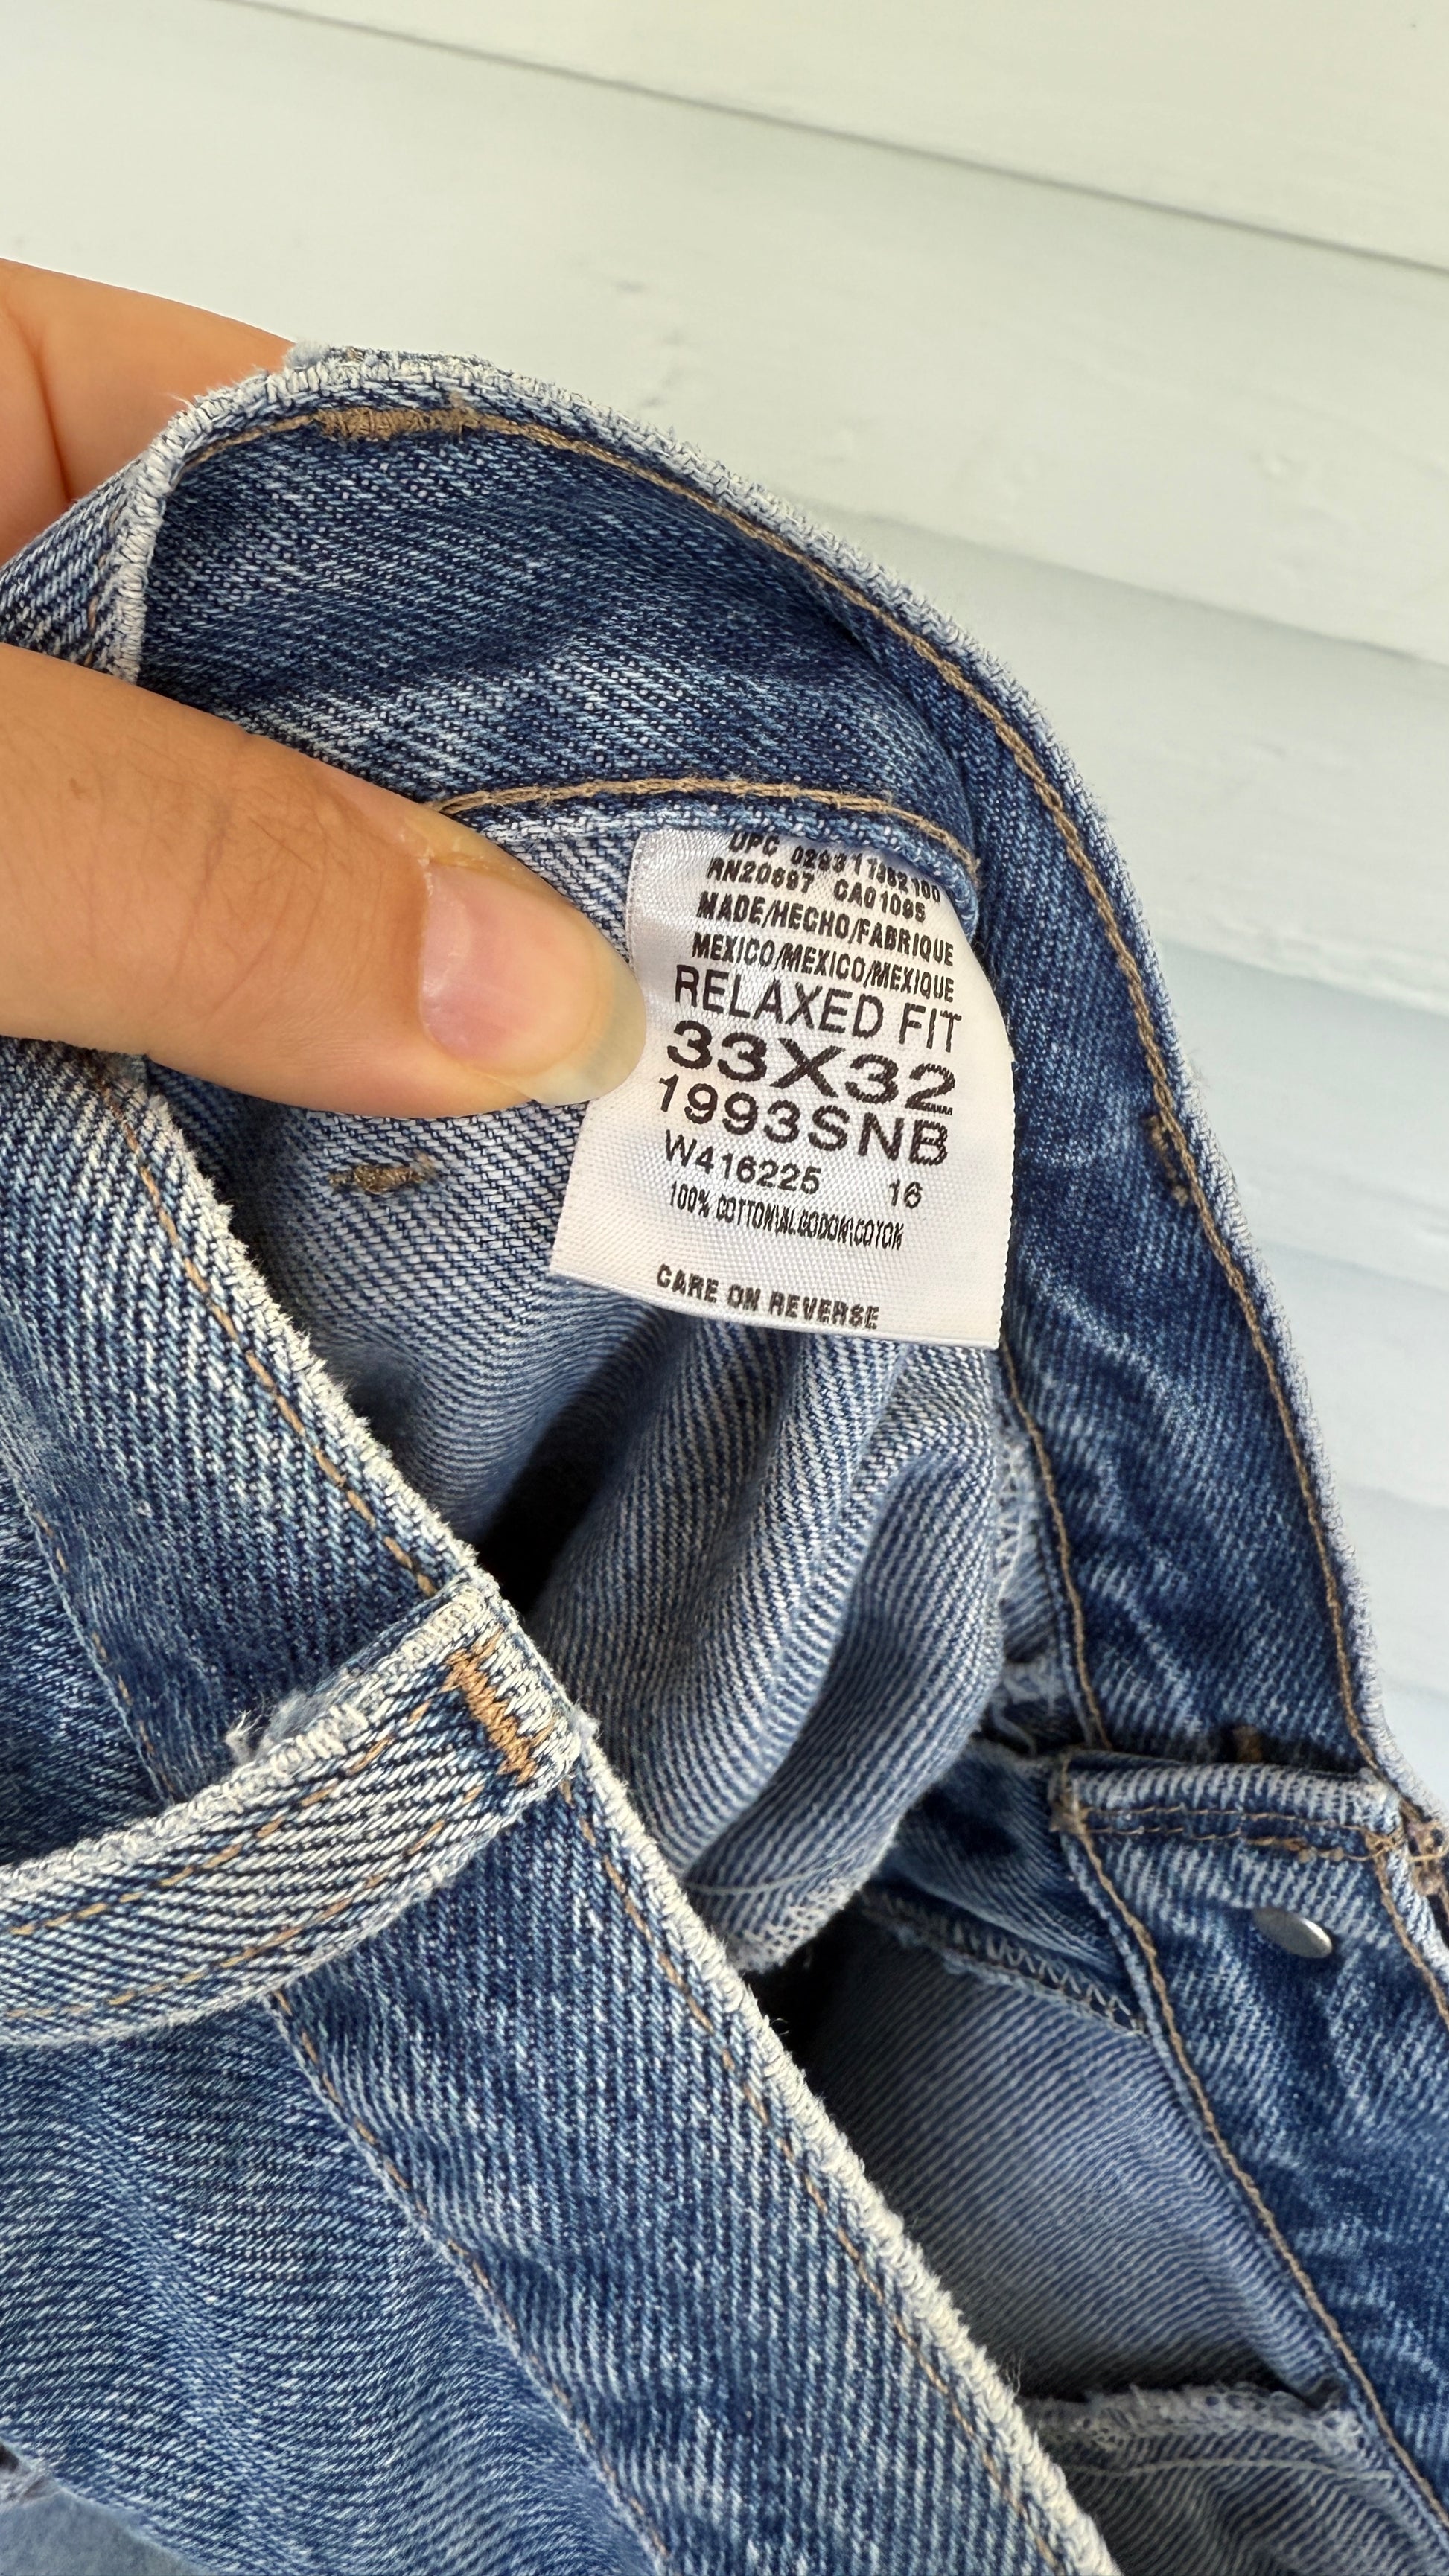 UPC
RN20697 CA01095
MADE/HECHO/FABRIQUE
MEXICO/MEXICO/MEXIQUE
RELAXED FIT
33X32
1993SNB
W416225 16
100% COTTON\ALGODON\COTON
CARE ON REVERSE